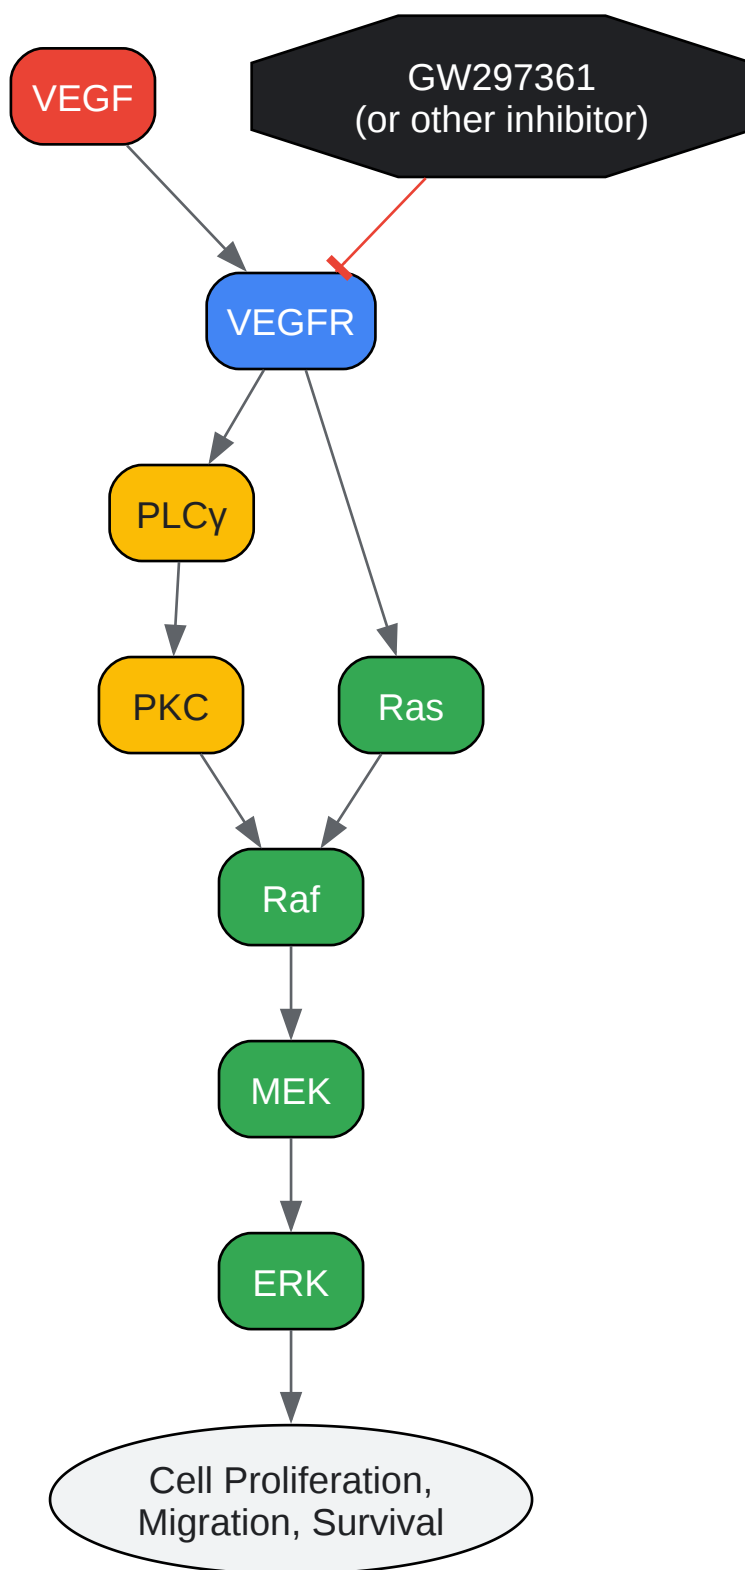 VEGF
GW297361
(or other inhibitor)
VEGFR
PLCγ
PKC
Ras
Raf
MEK
ERK
Cell Proliferation,
Migration, Survival